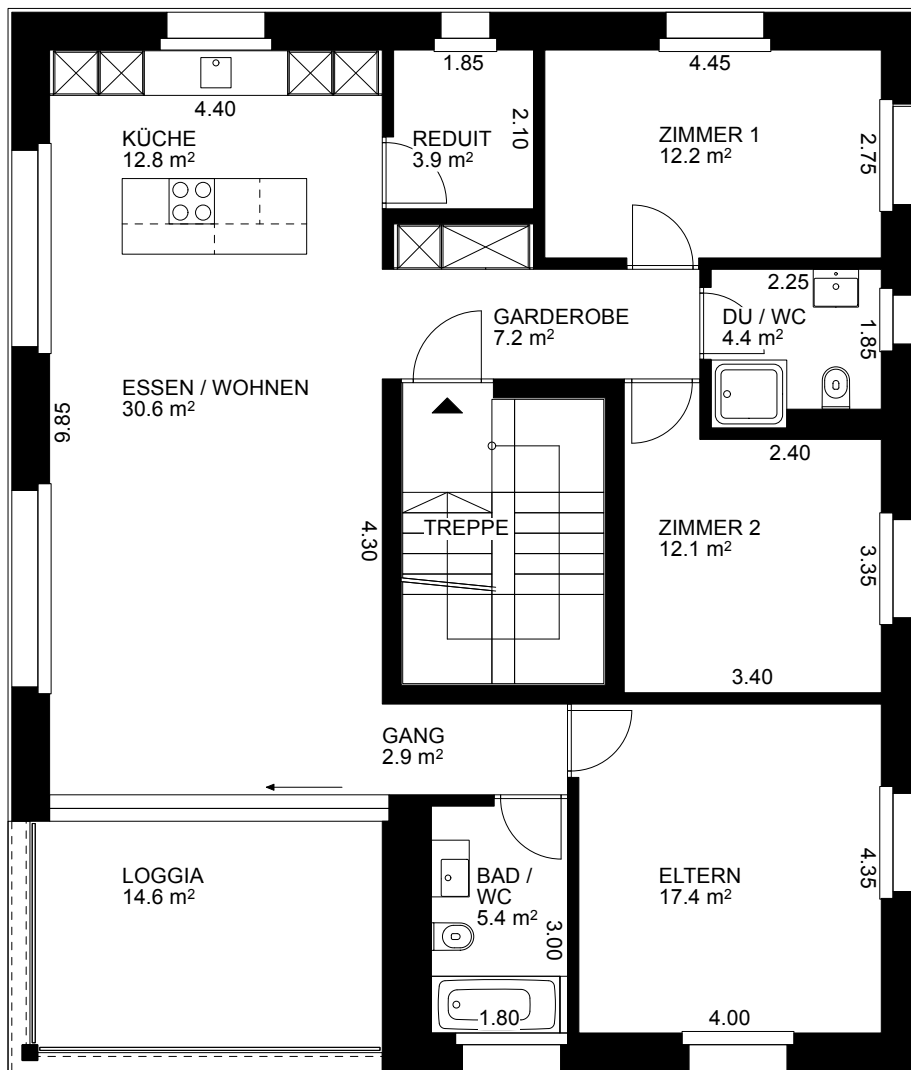 1.85
4.45
4.40
2.10
KÜCHE
12.8 m²
REDUIT
3.9 m²
ZIMMER 1
12.2 m²
2.75
2.25
GARDEROBE
7.2 m²
DU / WC
4.4 m²
1.85
ESSEN / WOHNEN
30.6 m²
9.85
2.40
4.30
TREPPE
ZIMMER 2
12.1 m²
3.35
3.40
GANG
2.9 m²
LOGGIA
14.6 m²
BAD /
WC
5.4 m²
3.00
ELTERN
17.4 m²
4.35
1.80
4.00